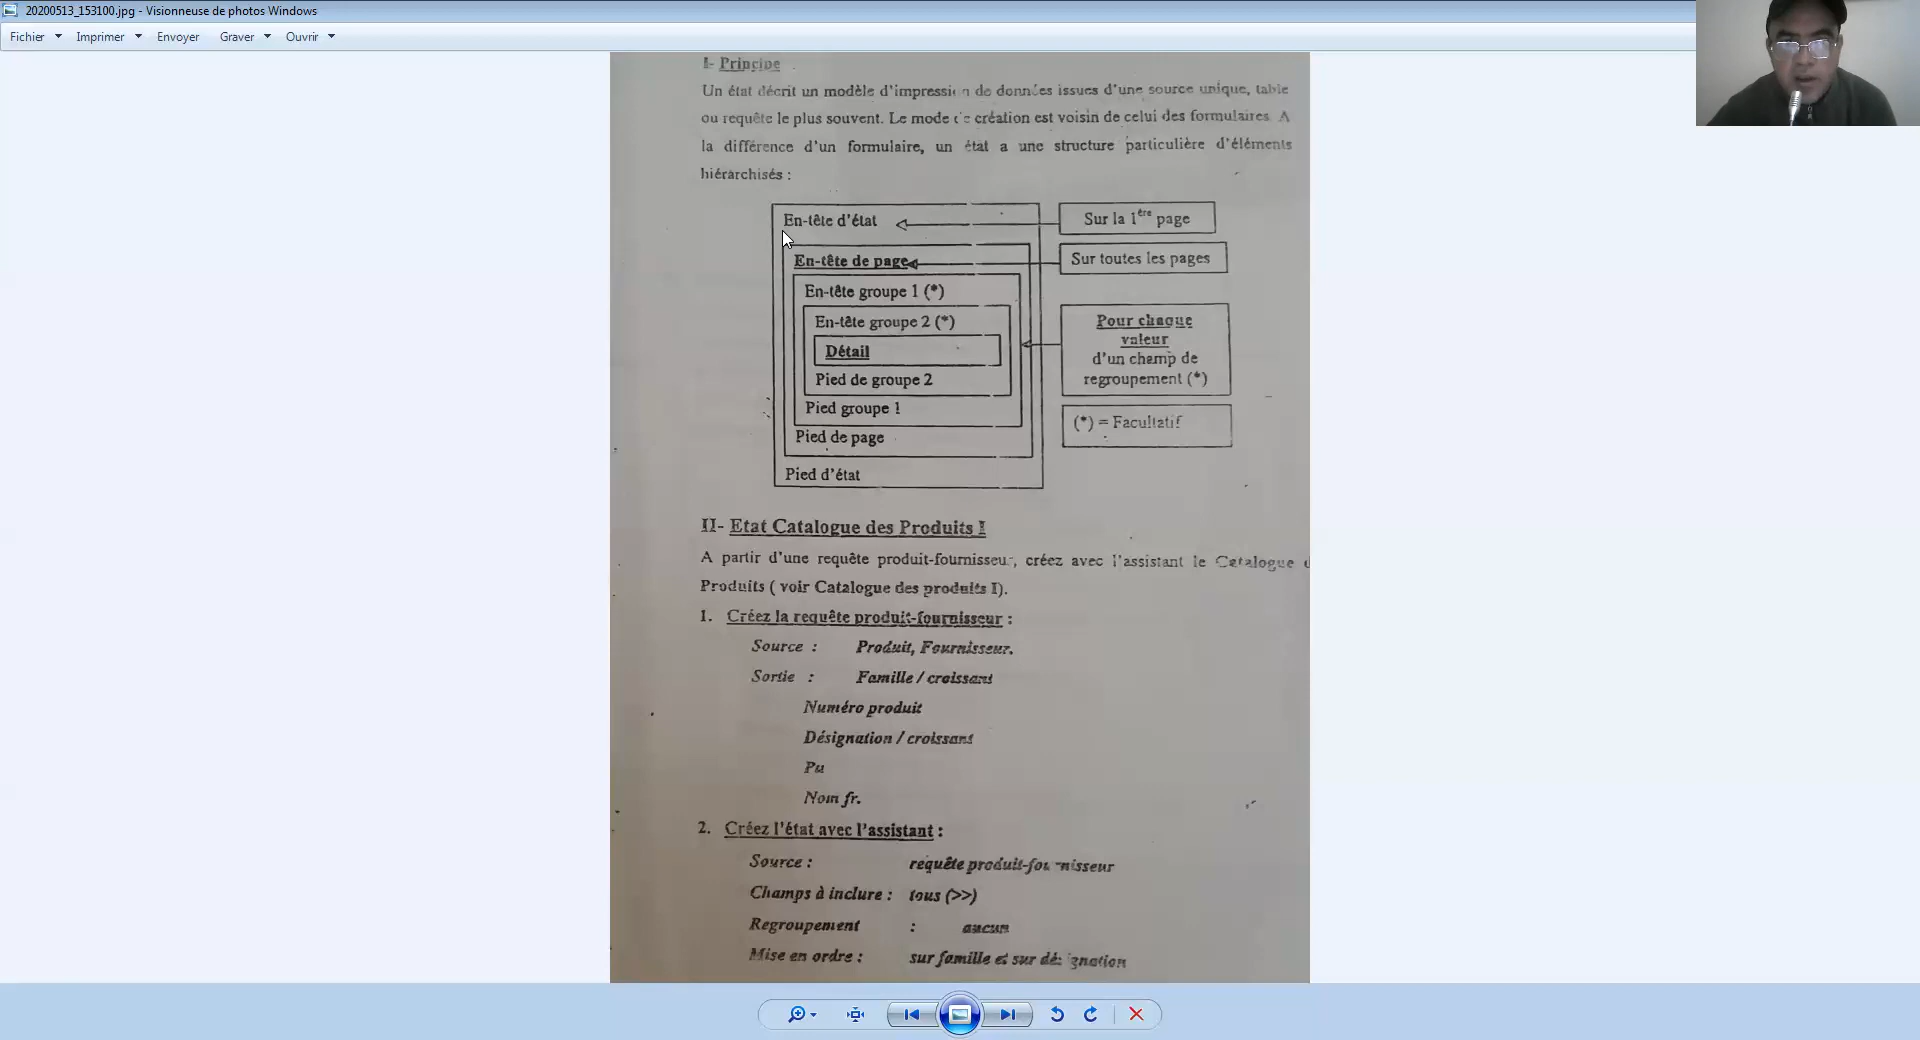 20200513_153100.jpg - Visionneuse de photos Windows
Fichier Imprimer Envoyer Graver Ouvrir
I- Principe
Un état décrit un modèle d'impression de données issues d'une source unique, table
ou requête le plus souvent. Le mode de création est voisin de celui des formulaires. A
la différence d'un formulaire, un état a une structure particulière d'éléments
hiérarchisés :
En-tête d'état
Sur la 1ère page
En-tête de page
Sur toutes les pages
En-tête groupe 1 (*)
En-tête groupe 2 (*)
Détail
Pied de groupe 2
Pied groupe 1
Pied de page
Pied d'état
Pour chaque
valeur
d'un champ de
regroupement (*)
(*) = Facultatif
II- Etat Catalogue des Produits I
A partir d'une requête produit-fournisseur, créez avec l'assistant le Catalogue d
Produits ( voir Catalogue des produits I).
1. Créez la requête produit-fournisseur :
Source : Produit, Fournisseur.
Sortie : Famille / croissant
Numéro produit
Désignation / croissant
Pu
Nom fr.
2. Créez l'état avec l'assistant :
Source : requête produit-fournisseur
Champs à inclure : tous (>>)
Regroupement : aucun
Mise en ordre : sur famille et sur désignation